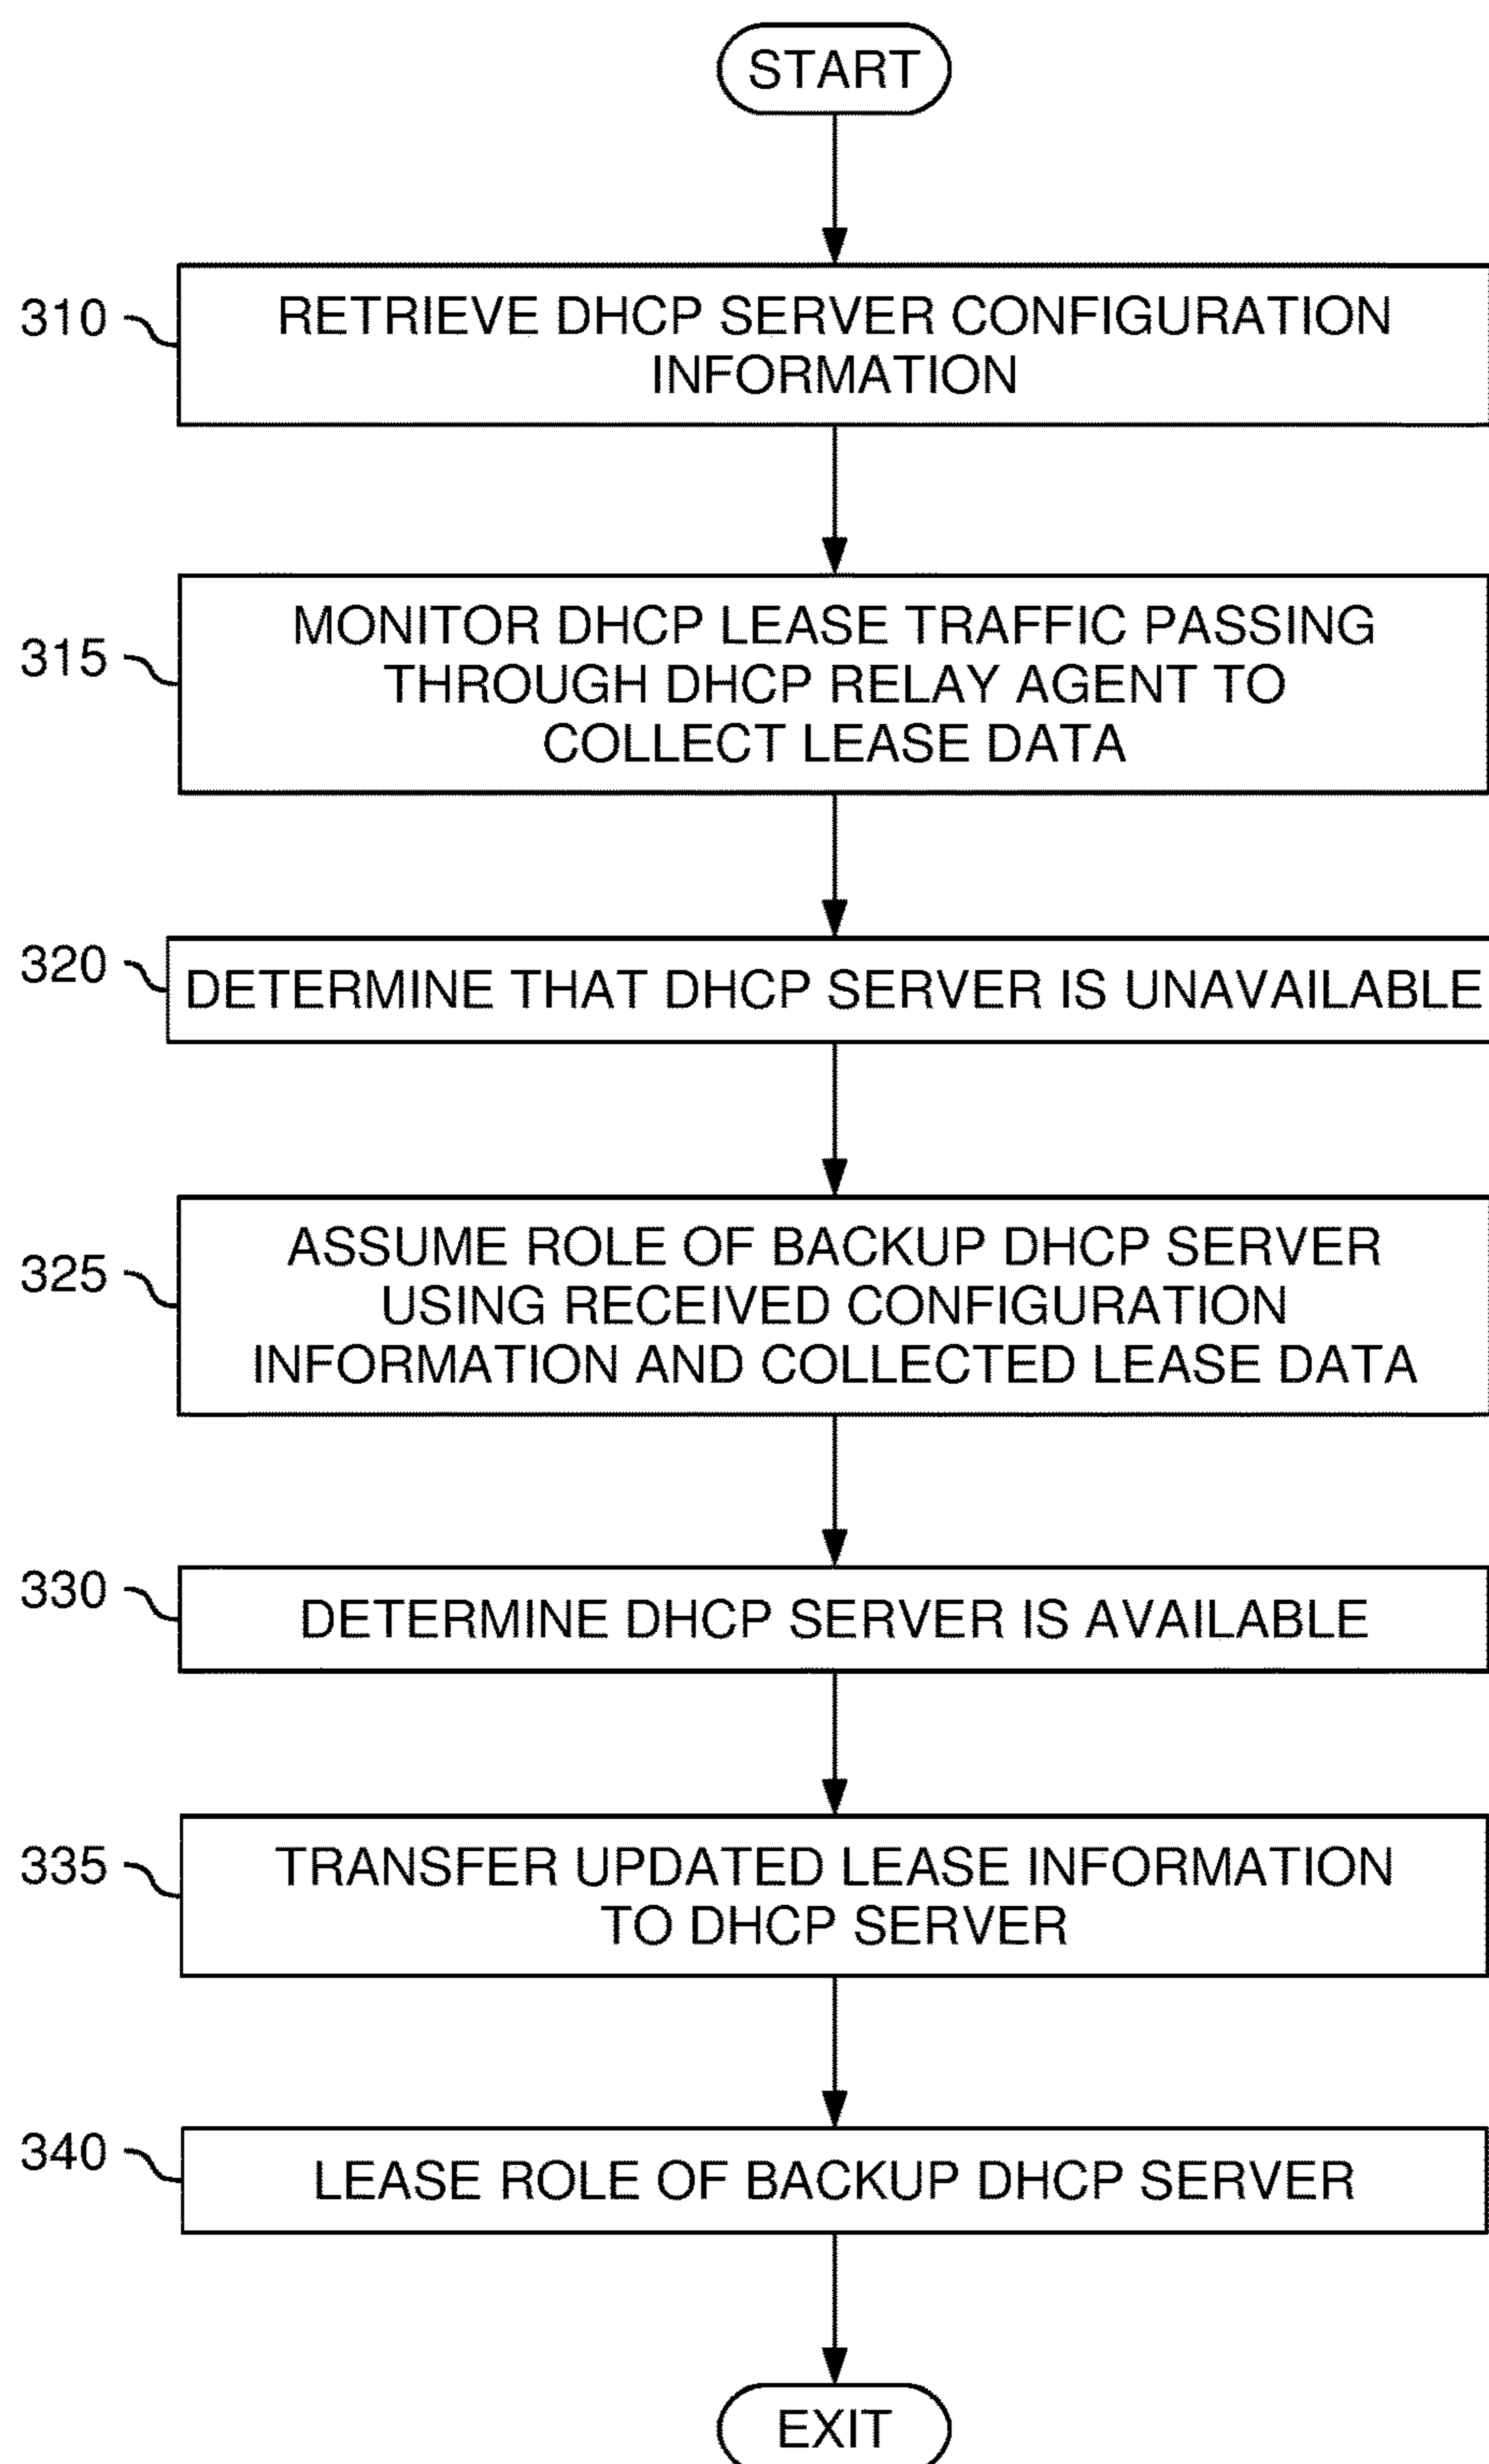 START
310
RETRIEVE DHCP SERVER CONFIGURATION
INFORMATION
315
MONITOR DHCP LEASE TRAFFIC PASSING
THROUGH DHCP RELAY AGENT TO
COLLECT LEASE DATA
320
DETERMINE THAT DHCP SERVER IS UNAVAILABLE
325
ASSUME ROLE OF BACKUP DHCP SERVER
USING RECEIVED CONFIGURATION
INFORMATION AND COLLECTED LEASE DATA
330
DETERMINE DHCP SERVER IS AVAILABLE
335
TRANSFER UPDATED LEASE INFORMATION
TO DHCP SERVER
340
LEASE ROLE OF BACKUP DHCP SERVER
EXIT